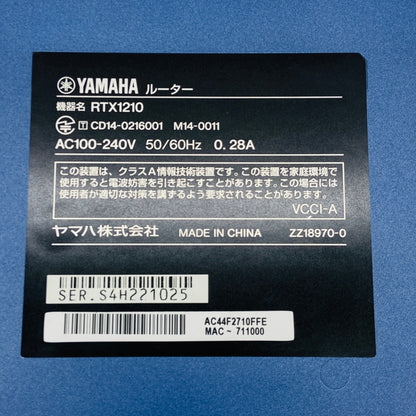 YAMAHA ルーター
機器名 RTX1210
T CD14-0216001 M14-0011
AC100-240V 50/60Hz 0.28A
この装置は、クラスA情報技術装置です。この装置を家庭環境で
使用すると電波妨害を引き起こすことがあります。この場合には
使用者が適切な対策を講ずるよう要求されることがあります。
VCCI-A
ヤマハ株式会社 MADE IN CHINA ZZ18970-0
SER.S4H221025
AC44F2710FFE
MAC ~ 711000